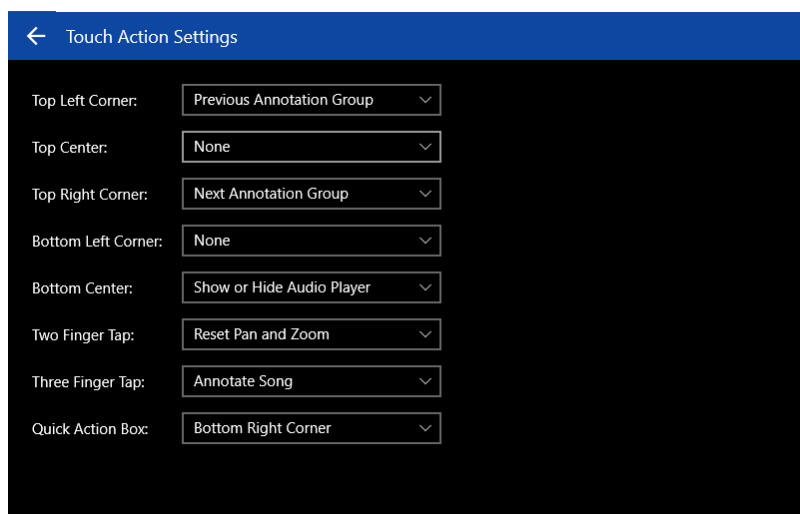 Touch Action Settings
Top Left Corner: Previous Annotation Group
Top Center: None
Top Right Corner: Next Annotation Group
Bottom Left Corner: None
Bottom Center: Show or Hide Audio Player
Two Finger Tap: Reset Pan and Zoom
Three Finger Tap: Annotate Song
Quick Action Box: Bottom Right Corner